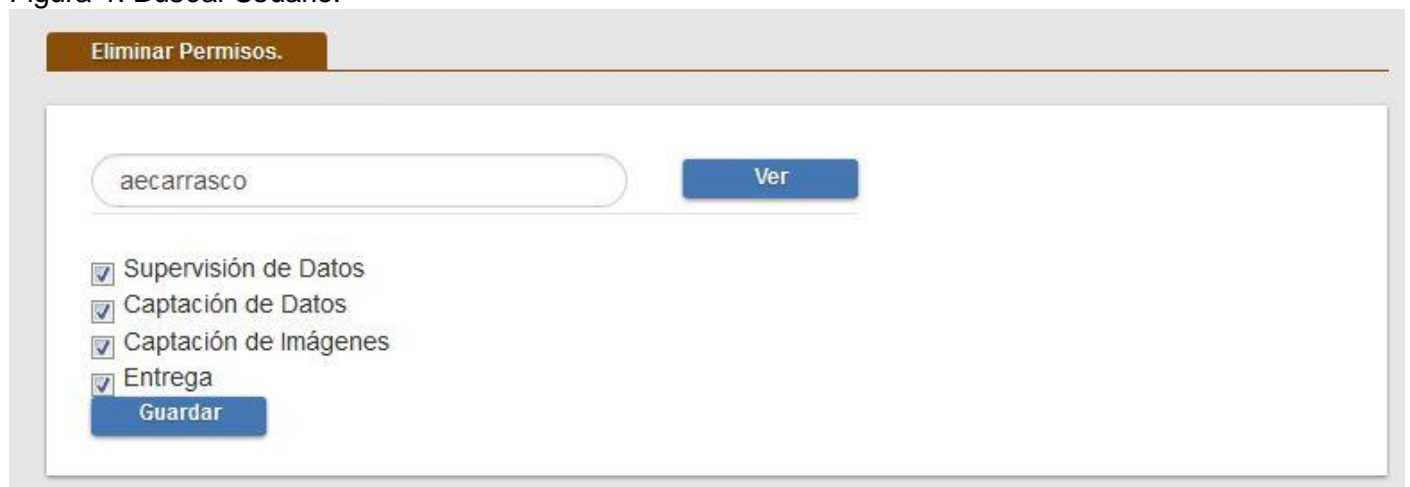 Eliminar Permisos.
aecarrasco
Ver
Supervisión de Datos
Captación de Datos
Captación de Imágenes
Entrega
Guardar